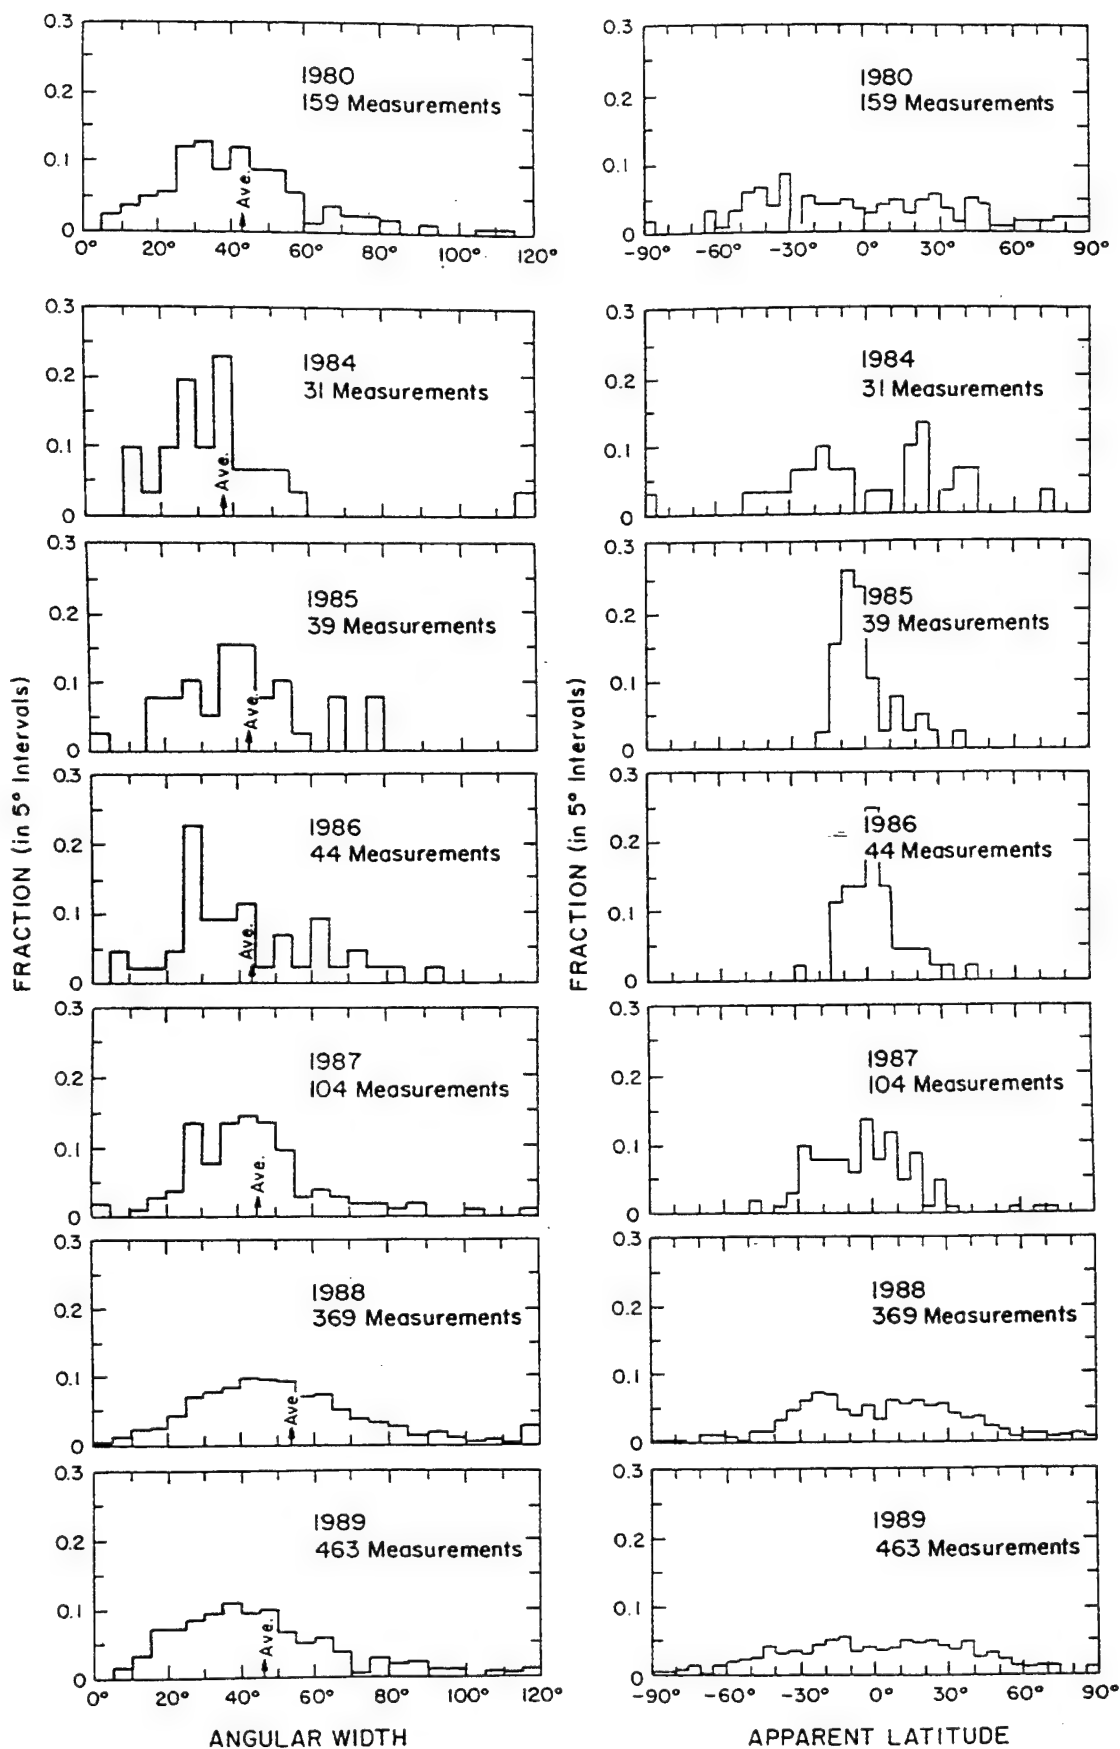 0.3
0.2
0.1
0
1980
159 Measurements
Ave.
0° 20° 40° 60° 80° 100° 120°
0.3
0.2
0.1
0
1980
159 Measurements
-90° -60° -30° 0° 30° 60° 90°
0.3
0.2
0.1
0
1984
31 Measurements
Ave.
0.3
0.2
0.1
0
1984
31 Measurements
0.3
0.2
0.1
0
1985
39 Measurements
Ave.
0.3
0.2
0.1
0
1985
39 Measurements
FRACTION (in 5° Intervals)
FRACTION (in 5° Intervals)
0.3
0.2
0.1
0
1986
44 Measurements
Ave.
0.3
0.2
0.1
0
1986
44 Measurements
0.3
0.2
0.1
0
1987
104 Measurements
Ave.
0.3
0.2
0.1
0
1987
104 Measurements
0.3
0.2
0.1
0
1988
369 Measurements
Ave.
0.3
0.2
0.1
0
1988
369 Measurements
0.3
0.2
0.1
0
1989
463 Measurements
Ave.
0° 20° 40° 60° 80° 100° 120°
ANGULAR WIDTH
0.3
0.2
0.1
0
1989
463 Measurements
-90° -60° -30° 0° 30° 60° 90°
APPARENT LATITUDE